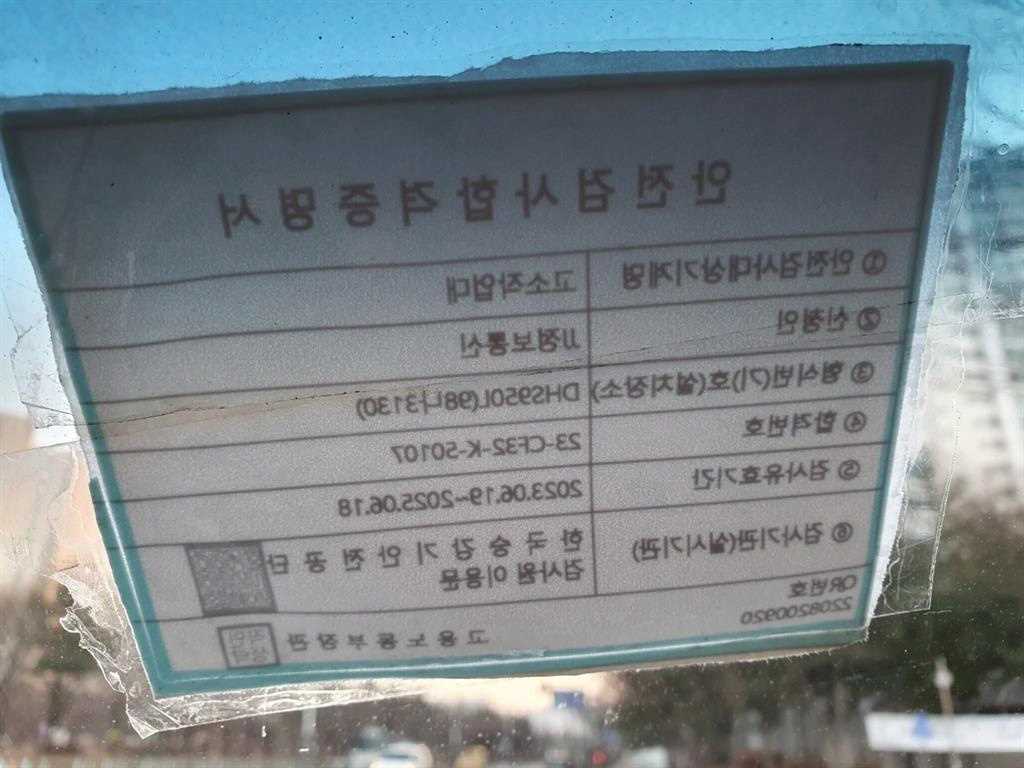 안전검사합격증명서
① 안전검사대상기계명 고소작업대
② 신청인 JJ정보통신
③ 형식번(기)호(설치장소) DHS950L(98나3130)
④ 합격번호 23-CF32-K-50107
⑤ 검사유효기간 2023.06.19~2025.06.18
⑥ 검사기관(실시기관) 한국승강기안전공단
검사원 이용문
QR번호
2208200920
고용노동부장관